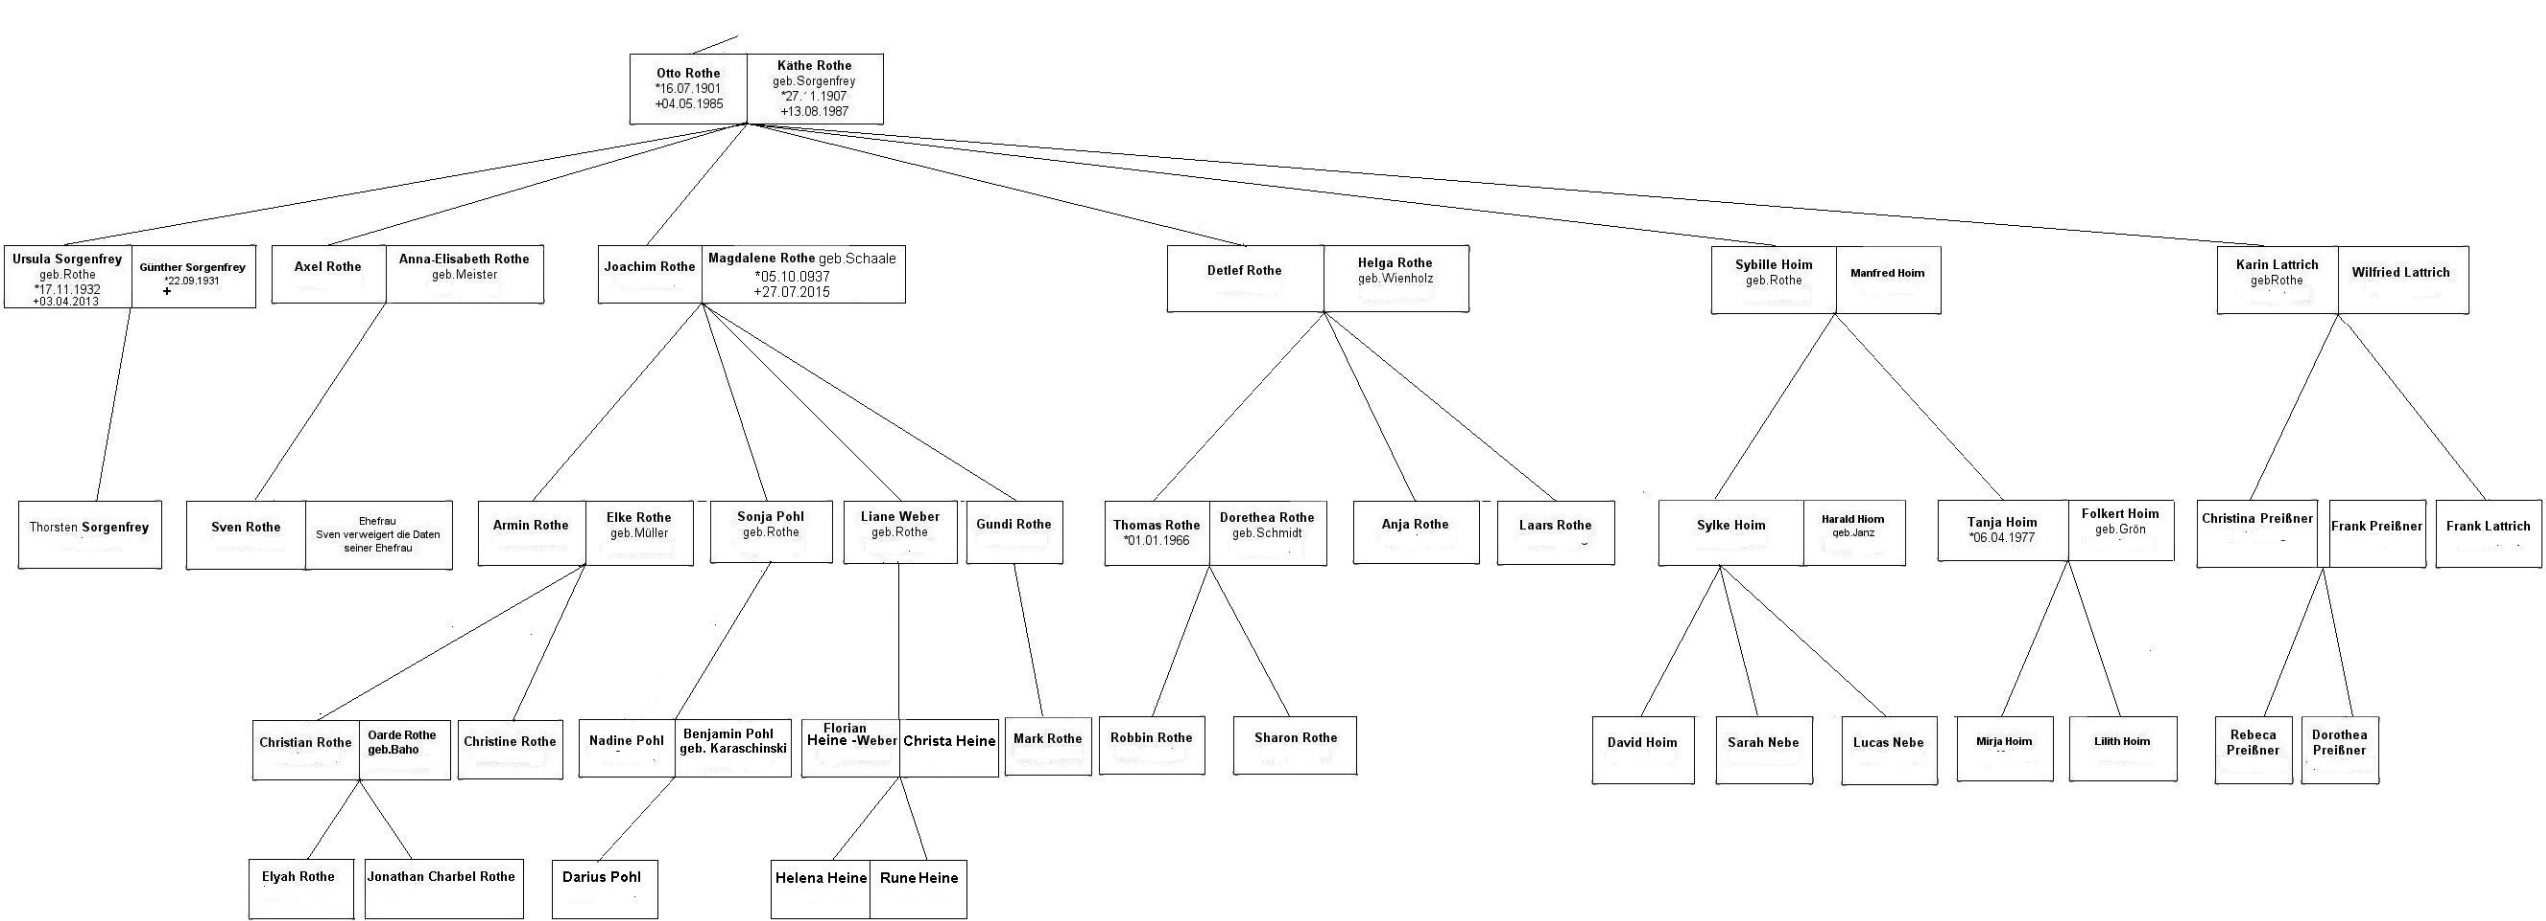 Otto Rothe
*16.07.1901
+04.05.1985
Käthe Rothe
geb.Sorgenfrey
+13.08.1987
Ursula Sorgenfrey
geb.Rothe
*17.11.1932
+03.04.2013
Günther Sorgenfrey
*22.09.1931
+
Axel Rothe
Anna-Elisabeth Rothe
geb.Meister
Joachim Rothe
Magdalene Rothe geb.Schaale
*05.10.0937
+27.07.2015
Detlef Rothe
Helga Rothe
geb.Wienholz
Sybille Hoim
geb.Rothe
Manfred Hoim
Karin Lattrich
gebRothe
Wilfried Lattrich
Thorsten Sorgenfrey
Sven Rothe
Ehefrau
Sven verweigert die Daten
seiner Ehefrau
Armin Rothe
Elke Rothe
geb.Müller
Sonja Pohl
geb.Rothe
Liane Weber
geb.Rothe
Gundi Rothe
Thomas Rothe
*01.01.1966
Dorethea Rothe
geb.Schmidt
Anja Rothe
Laars Rothe
Sylke Hoim
Harald Hiom
geb.Janz
Tanja Hoim
*06.04.1977
Folkert Hoim
geb.Grön
Christina Preißner
Frank Preißner
Frank Lattrich
Christian Rothe
Oarde Rothe
geb.Baho
Christine Rothe
Nadine Pohl
Benjamin Pohl
geb. Karaschinski
Florian
Heine -Weber
Christa Heine
Mark Rothe
Robbin Rothe
Sharon Rothe
David Hoim
Sarah Nebe
Lucas Nebe
Mirja Hoim
Lilith Hoim
Rebeca
Preißner
Dorothea
Preißner
Elyah Rothe
Jonathan Charbel Rothe
Darius Pohl
Helena Heine
Rune Heine